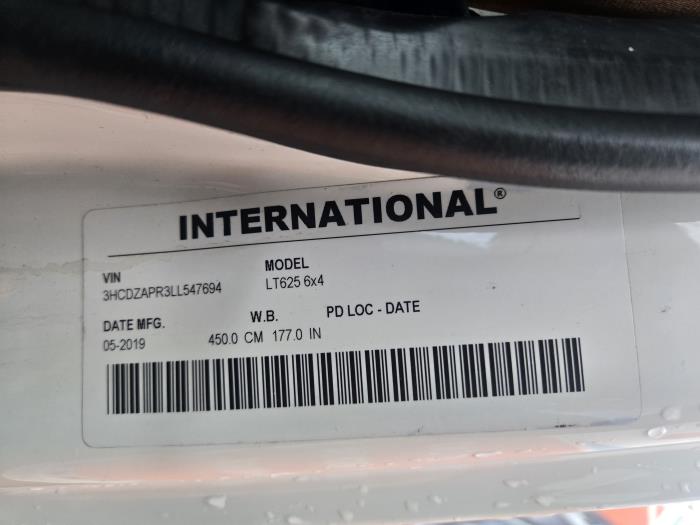 INTERNATIONAL®
VIN MODEL
3HCDZAPR3LL547694 LT625 6x4
DATE MFG. W.B. PD LOC - DATE
05-2019 450.0 CM 177.0 IN